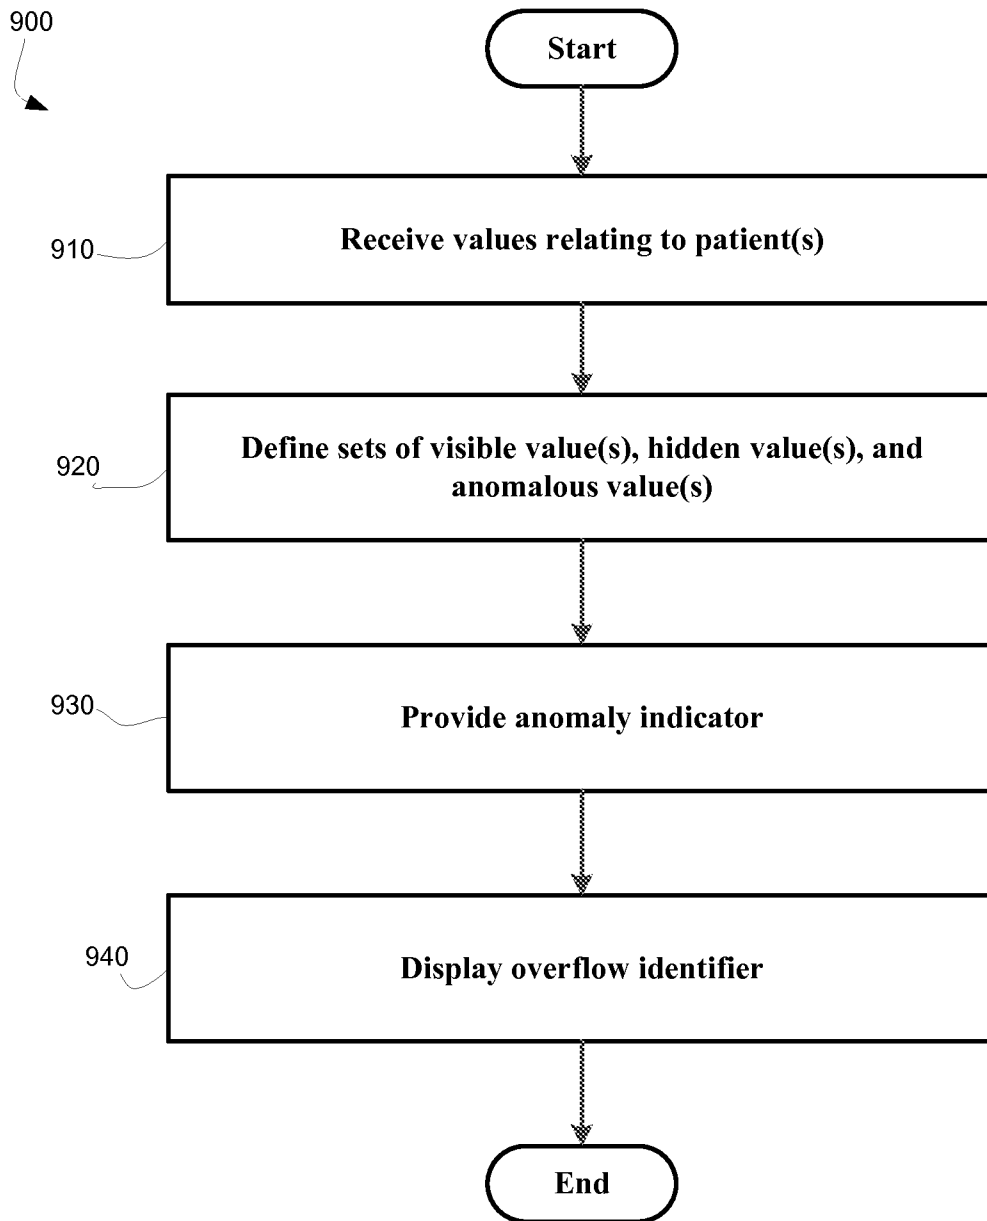 900
Start
910
Receive values relating to patient(s)
920
Define sets of visible value(s), hidden value(s), and
anomalous value(s)
930
Provide anomaly indicator
940
Display overflow identifier
End